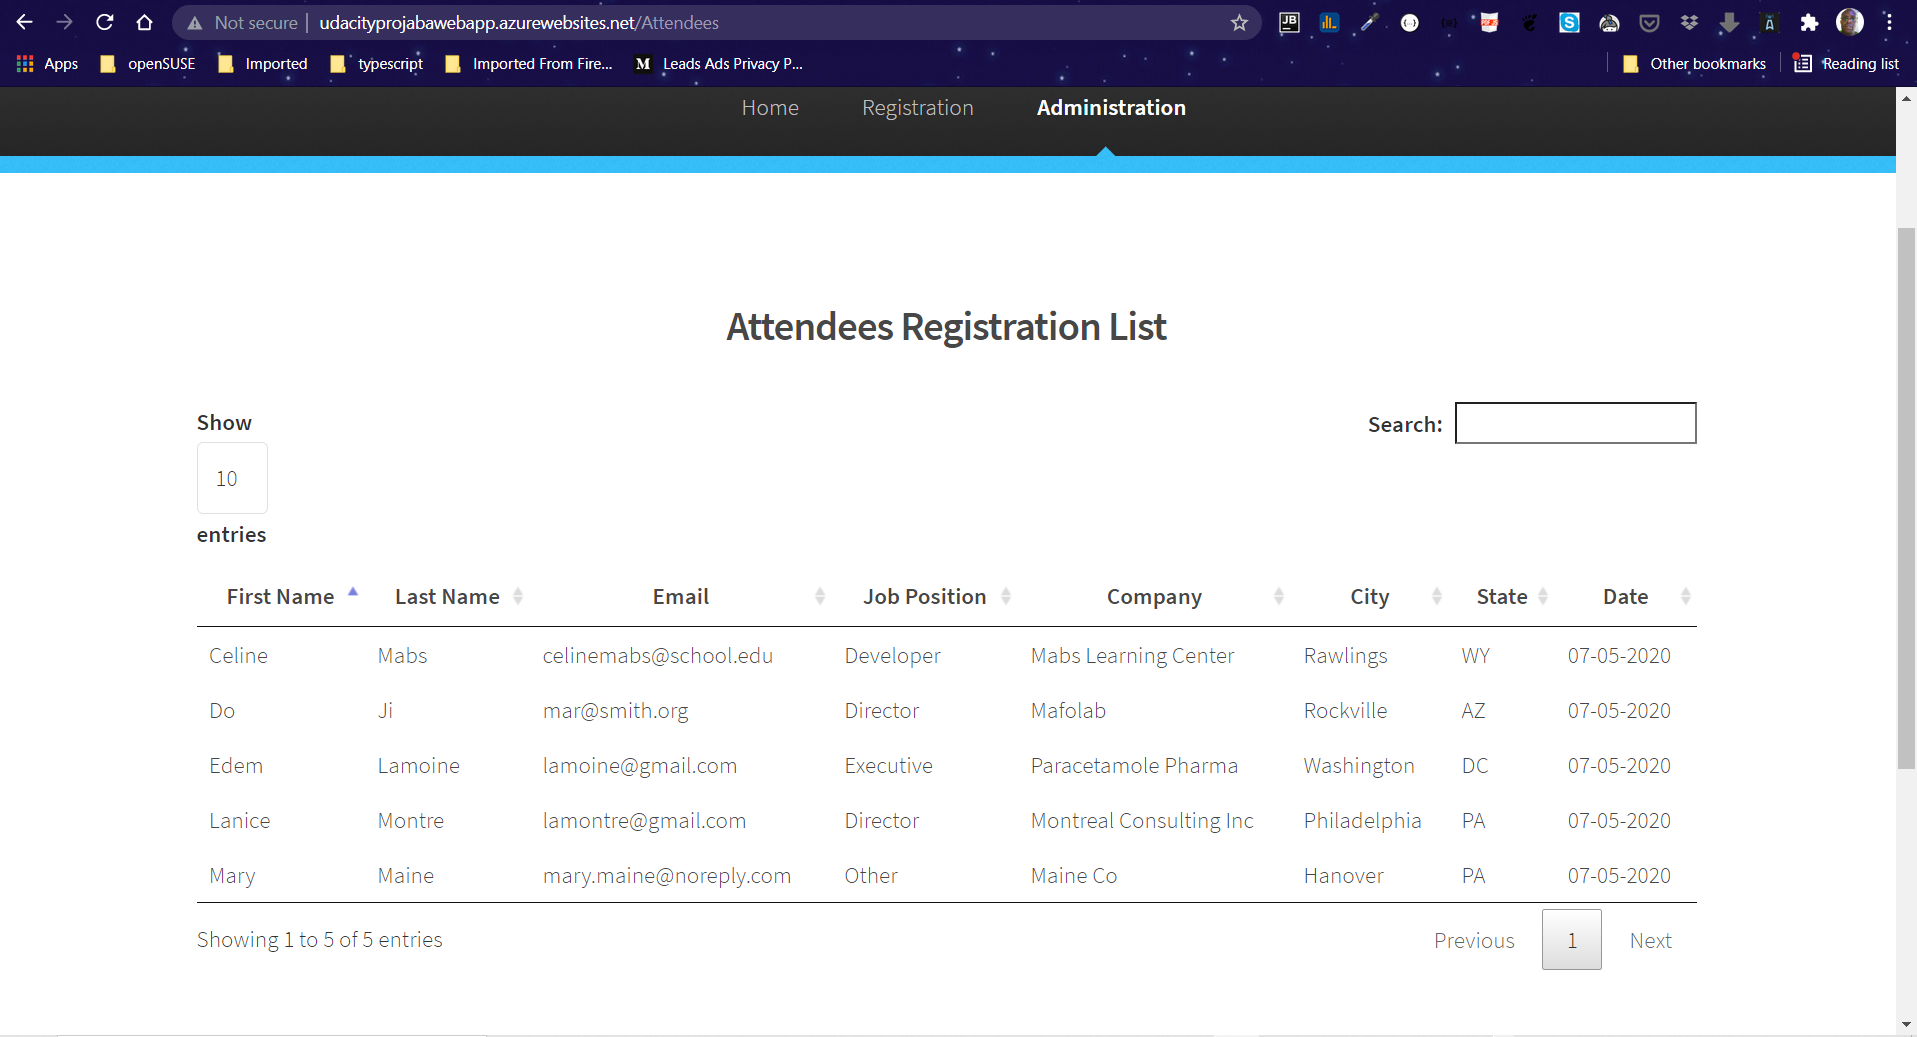 Not secure | udacityprojabawebapp.azurewebsites.net/Attendees
Apps openSUSE Imported typescript Imported From Fire... M Leads Ads Privacy P... Other bookmarks Reading list
Home Registration Administration
Attendees Registration List
Show
10
entries
Search:
First Name Last Name Email Job Position Company City State Date
Celine Mabs celinemabs@school.edu Developer Mabs Learning Center Rawlings WY 07-05-2020
Do Ji mar@smith.org Director Mafolab Rockville AZ 07-05-2020
Edem Lamoine lamoine@gmail.com Executive Paracetamole Pharma Washington DC 07-05-2020
Lanice Montre lamontre@gmail.com Director Montreal Consulting Inc Philadelphia PA 07-05-2020
Mary Maine mary.maine@noreply.com Other Maine Co Hanover PA 07-05-2020
Showing 1 to 5 of 5 entries
Previous 1 Next